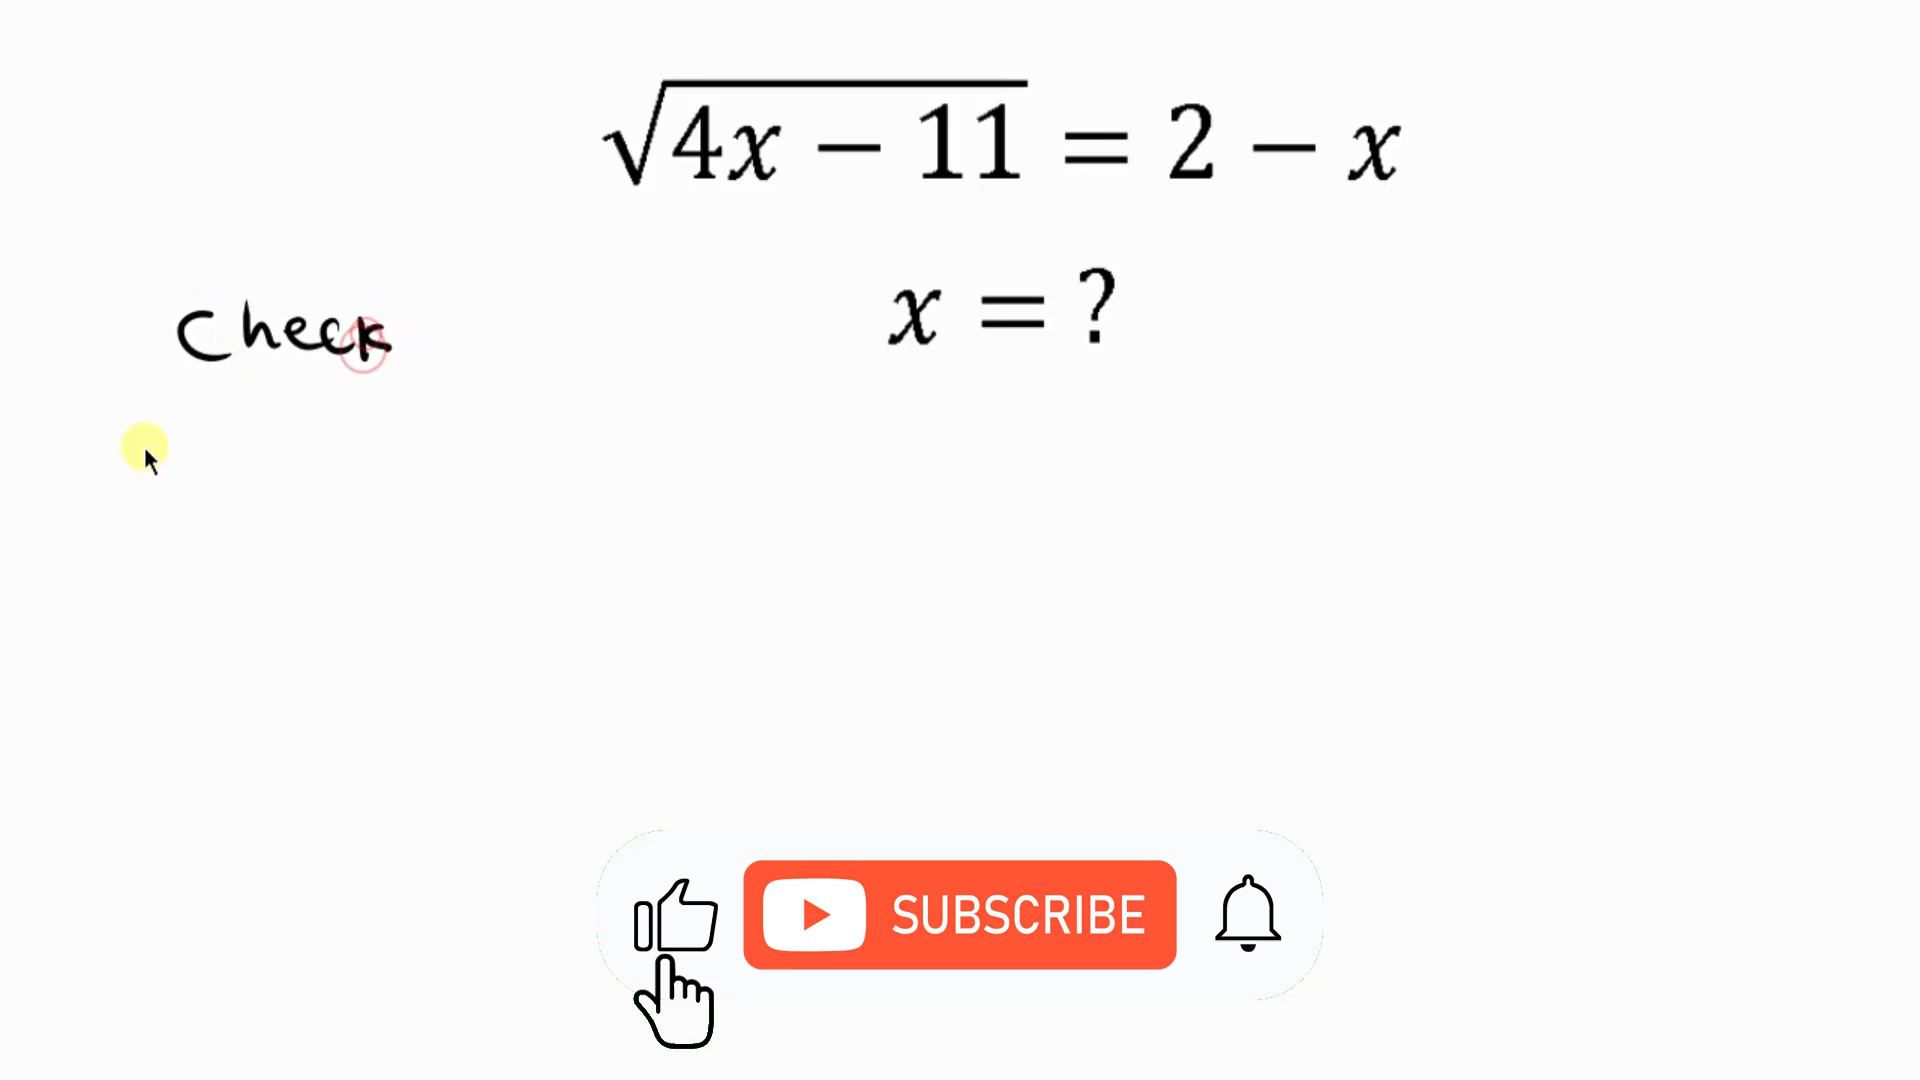 √4x − 11 = 2 − x
x = ?
Check
SUBSCRIBE